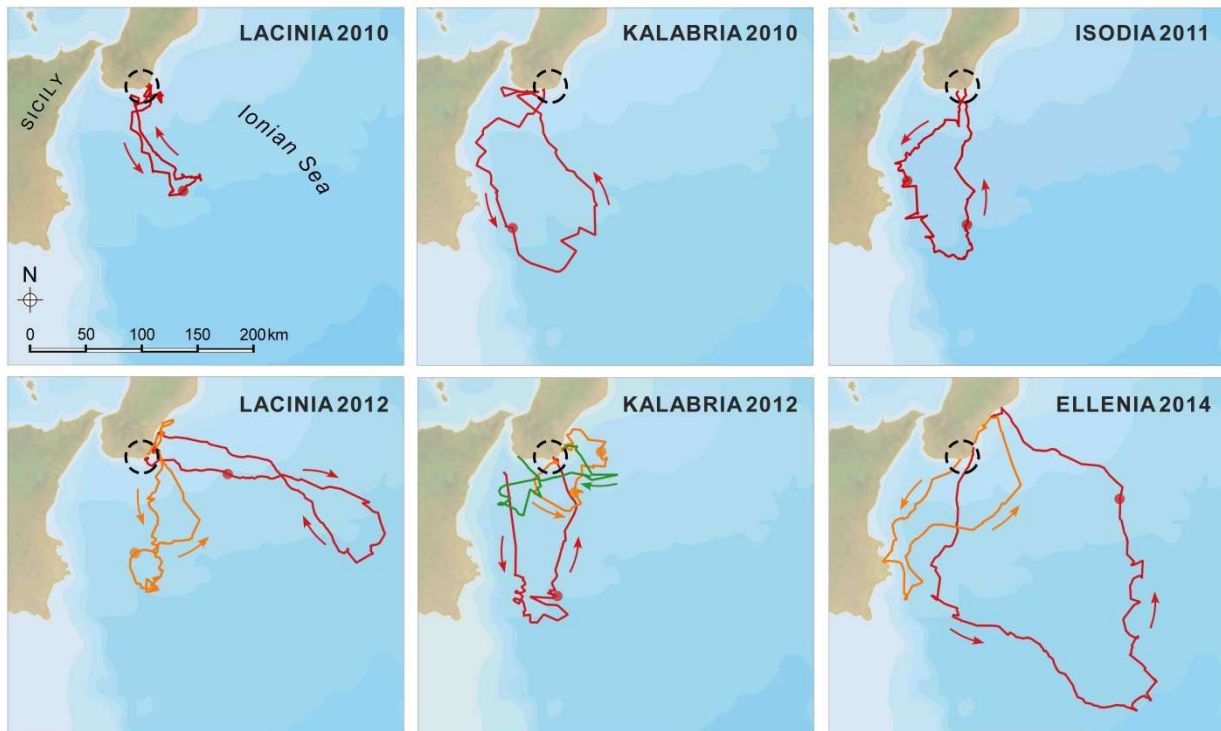 LACINIA 2010
SICILY
Ionian Sea
N
0 50 100 150 200 km
KALABRIA 2010
ISODIA 2011
LACINIA 2012
KALABRIA 2012
ELLENIA 2014